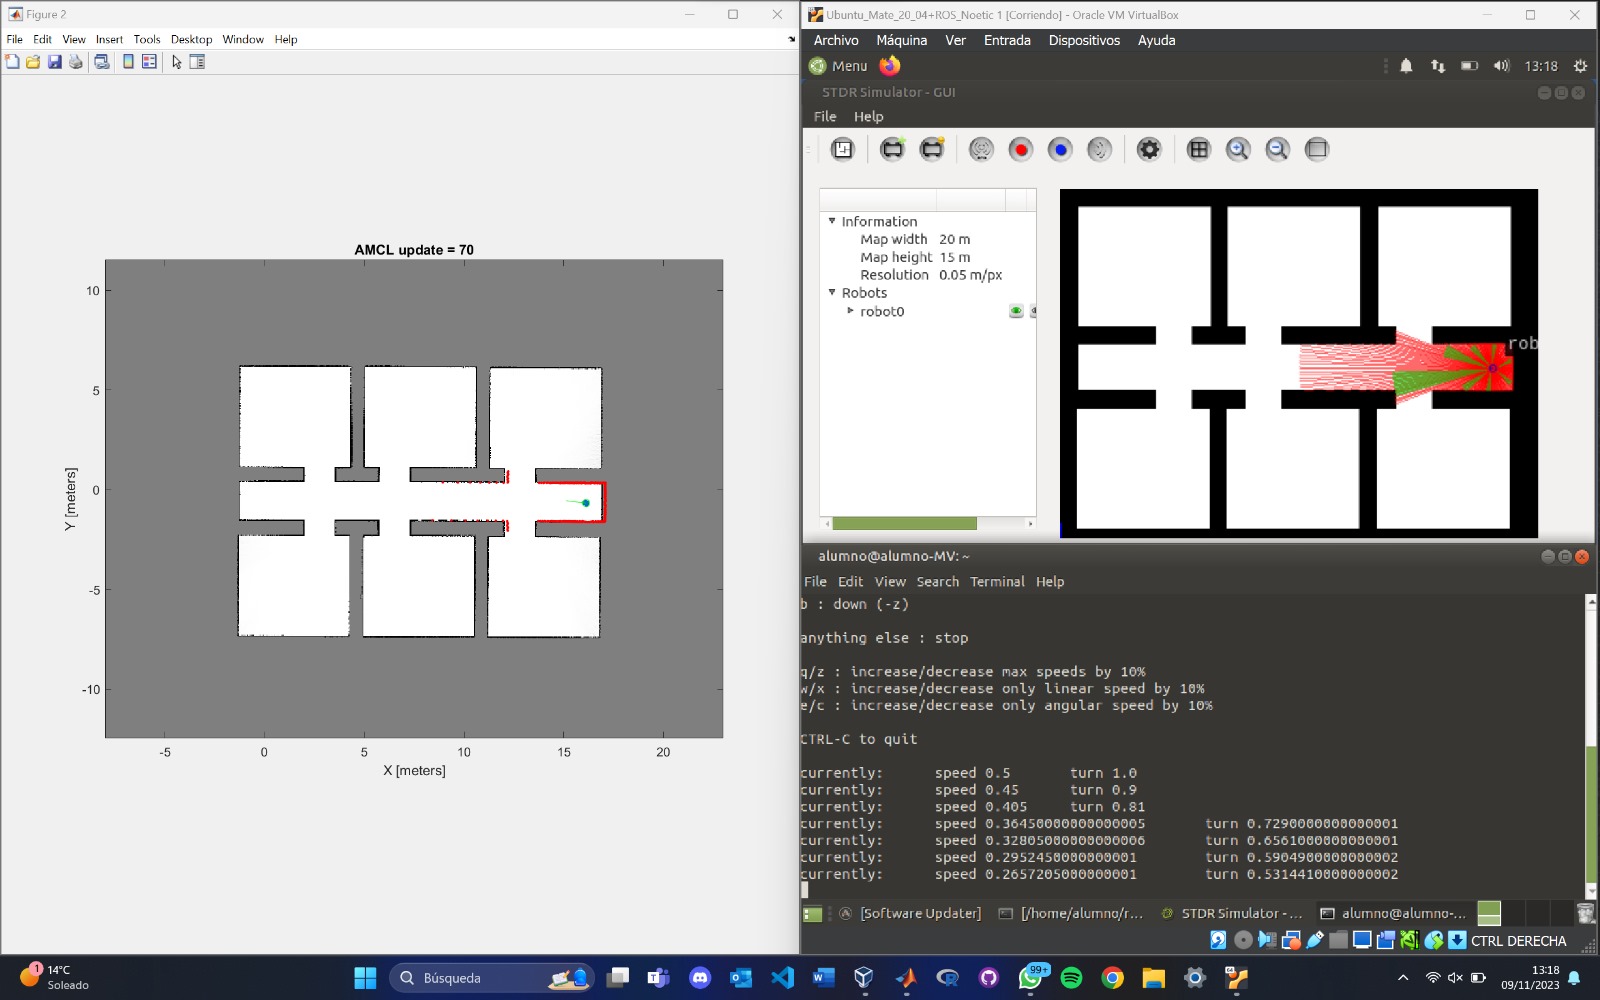 Figure 2
File Edit View Insert Tools Desktop Window Help
AMCL update = 70
10
5
0
-5
-10
Y [meters]
-5 0 5 10 15 20
X [meters]
Ubuntu_Mate_20_04+ROS_Noetic 1 [Corriendo] - Oracle VM VirtualBox
Archivo Máquina Ver Entrada Dispositivos Ayuda
Menu 13:18
STDR Simulator - GUI
File Help
Information
Map width 20 m
Map height 15 m
Resolution 0.05 m/px
Robots
robot0
rob
alumno@alumno-MV: ~
File Edit View Search Terminal Help
b : down (-z)
anything else : stop
q/z : increase/decrease max speeds by 10%
w/x : increase/decrease only linear speed by 10%
e/c : increase/decrease only angular speed by 10%
CTRL-C to quit
currently: speed 0.5 turn 1.0
currently: speed 0.45 turn 0.9
currently: speed 0.405 turn 0.81
currently: speed 0.36450000000000005 turn 0.7290000000000001
currently: speed 0.32805000000000006 turn 0.6561000000000001
currently: speed 0.2952450000000001 turn 0.5904900000000002
currently: speed 0.2657205000000001 turn 0.5314410000000002
[Software Updater] [/home/alumno/r... STDR Simulator -... alumno@alumno-...
CTRL DERECHA
1
14°C
Soleado
Búsqueda
99+
13:18
09/11/2023